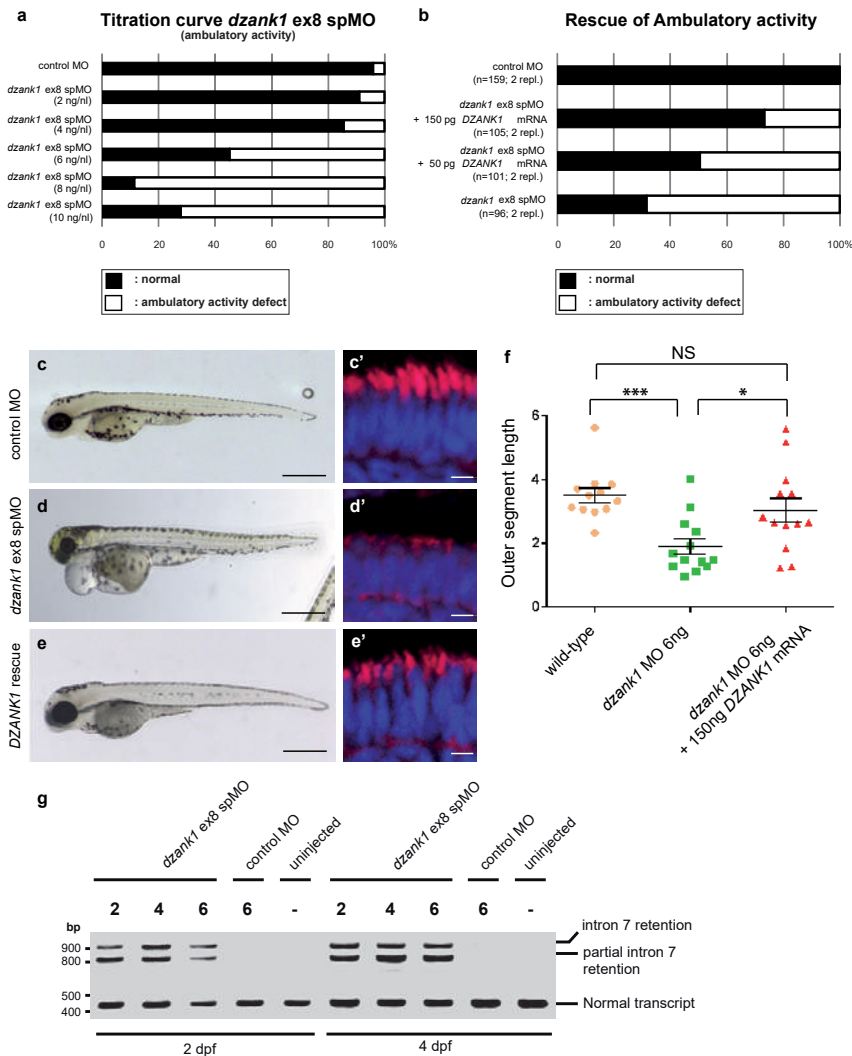 a
Titration curve dzank1 ex8 spMO
(ambulatory activity)
control MO
dzank1 ex8 spMO
(2 ng/nl)
dzank1 ex8 spMO
(4 ng/nl)
dzank1 ex8 spMO
(6 ng/nl)
dzank1 ex8 spMO
(8 ng/nl)
dzank1 ex8 spMO
(10 ng/nl)
0 20 40 60 80 100%
: normal
: ambulatory activity defect
b
Rescue of Ambulatory activity
control MO
(n=159; 2 repl.)
dzank1 ex8 spMO
+ 150 pg DZANK1 mRNA
(n=105; 2 repl.)
dzank1 ex8 spMO
+ 50 pg DZANK1 mRNA
(n=101; 2 repl.)
dzank1 ex8 spMO
(n=96; 2 repl.)
0 20 40 60 80 100%
: normal
: ambulatory activity defect
c
c'
control MO
d
d'
dzank1 ex8 spMO
e
e'
DZANK1 rescue
f
NS
*** *
Outer segment length
6
4
2
0
wild-type
dzank1 MO 6ng
dzank1 MO 6ng
+ 150ng DZANK1 mRNA
g
dzank1 ex8 spMO
control MO
uninjected
dzank1 ex8 spMO
control MO
uninjected
2 4 6 6 - 2 4 6 6 -
bp
900
800
500
400
intron 7 retention
partial intron 7
retention
Normal transcript
2 dpf
4 dpf